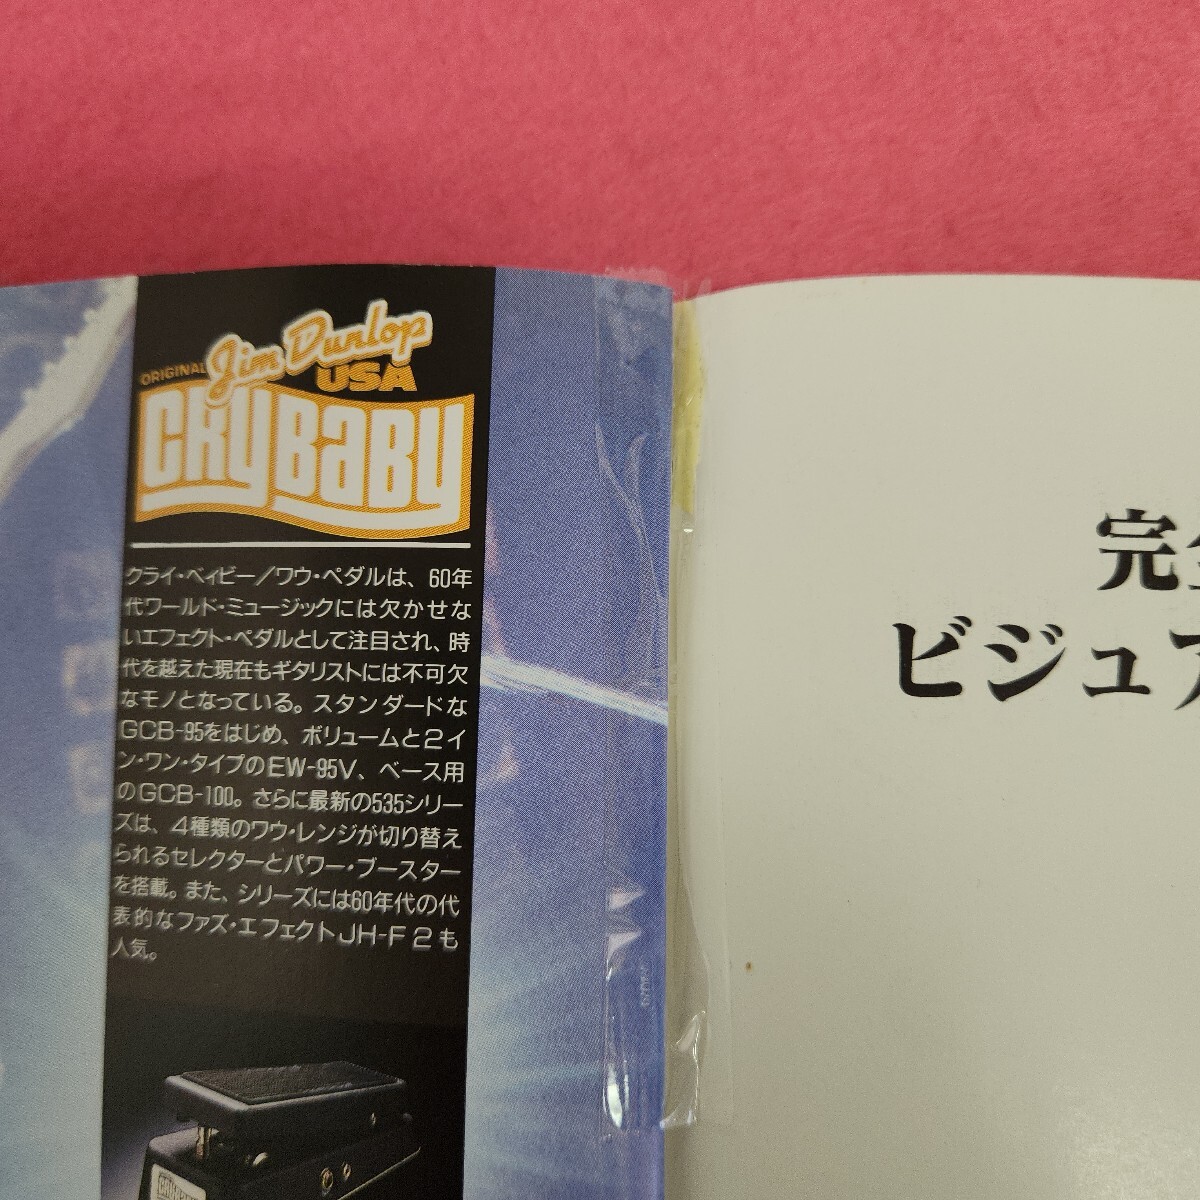 ORIGINAL
Jim Dunlop
USA
CRYBABY
クライ・ベイビー/ワウ・ペダルは、60年
代ワールド・ミュージックには欠かせな
いエフェクト・ペダルとして注目され、時
代を越えた現在もギタリストには不可欠
なモノとなっている。スタンダードな
GCB-95をはじめ、ボリュームと2イ
ン・ワン・タイプのEW-95V、ベース用
のGCB-100。さらに最新の535シリー
ズは、4種類のワウ・レンジが切り替え
られるセレクターとパワー・ブースター
を搭載。また、シリーズには60年代の代
表的なファズ・エフェクトJH-F2も
人気。
CRYBABY
完全
ビジュア